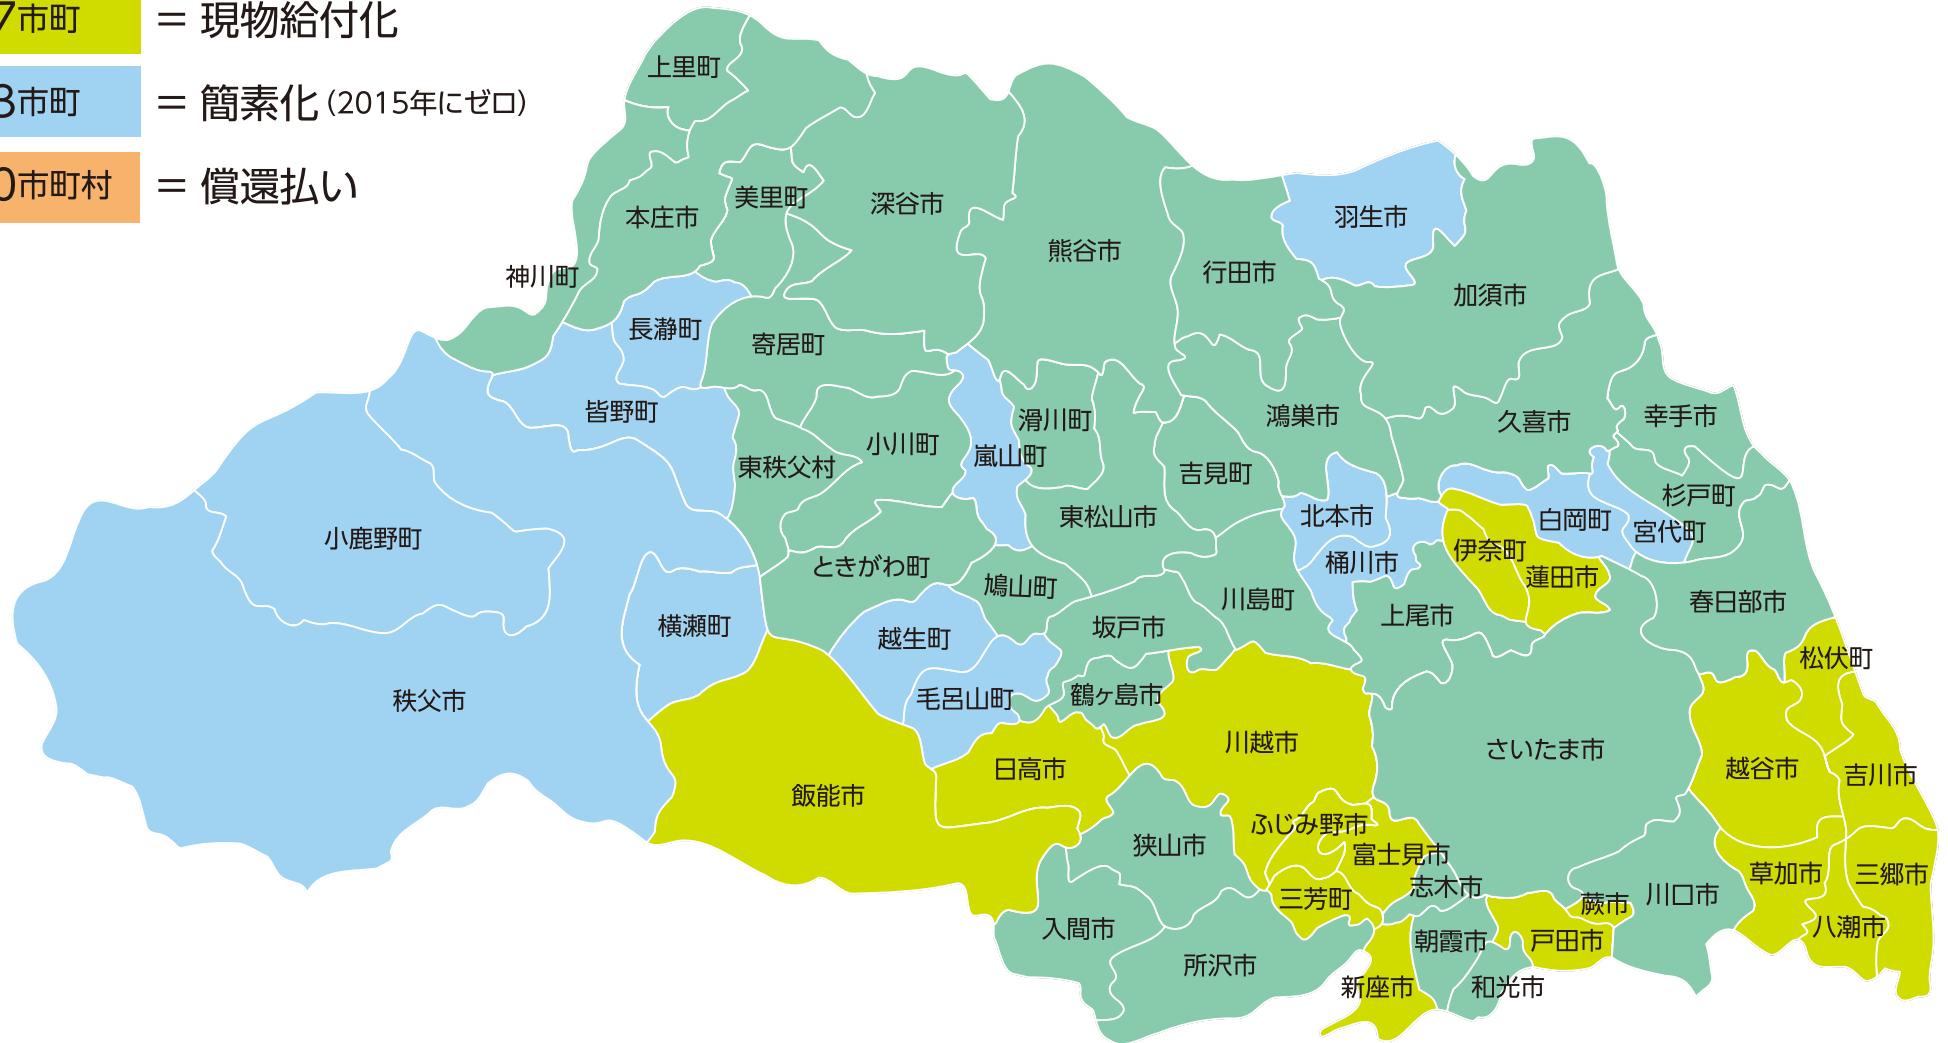 7市町 = 現物給付化
3市町 = 簡素化（2015年にゼロ）
0市町村 = 償還払い
上里町
本庄市
美里町
深谷市
神川町
熊谷市
行田市
羽生市
加須市
長瀞町
寄居町
皆野町
東秩父村
小川町
嵐山町
滑川町
吉見町
鴻巣市
久喜市
幸手市
杉戸町
小鹿野町
東松山市
北本市
桶川市
白岡町
宮代町
伊奈町
蓮田市
ときがわ町
鳩山町
川島町
上尾市
春日部市
横瀬町
越生町
坂戸市
松伏町
秩父市
毛呂山町
鶴ヶ島市
川越市
さいたま市
日高市
飯能市
越谷市
吉川市
ふじみ野市
狭山市
富士見市
志木市
三芳町
蕨市
川口市
草加市
三郷市
入間市
所沢市
朝霞市
戸田市
八潮市
新座市
和光市